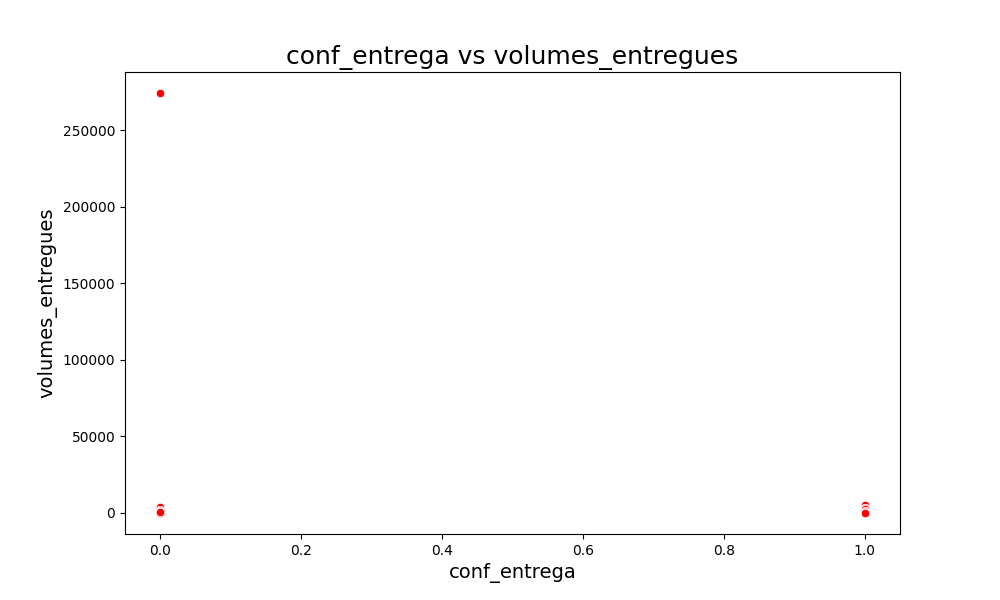 conf_entrega vs volumes_entregues
volumes_entregues
250000
200000
150000
100000
50000
0
0.0 0.2 0.4 0.6 0.8 1.0
conf_entrega